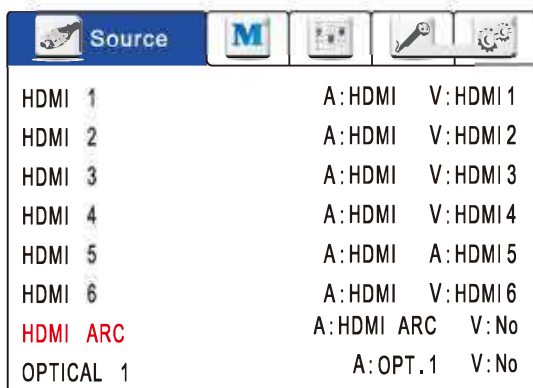 Source M
HDMI 1 A:HDMI V:HDMI1
HDMI 2 A:HDMI V:HDMI2
HDMI 3 A:HDMI V:HDMI3
HDMI 4 A:HDMI V:HDMI4
HDMI 5 A:HDMI A:HDMI5
HDMI 6 A:HDMI V:HDMI6
HDMI ARC A:HDMI ARC V:No
OPTICAL 1 A:OPT.1 V:No